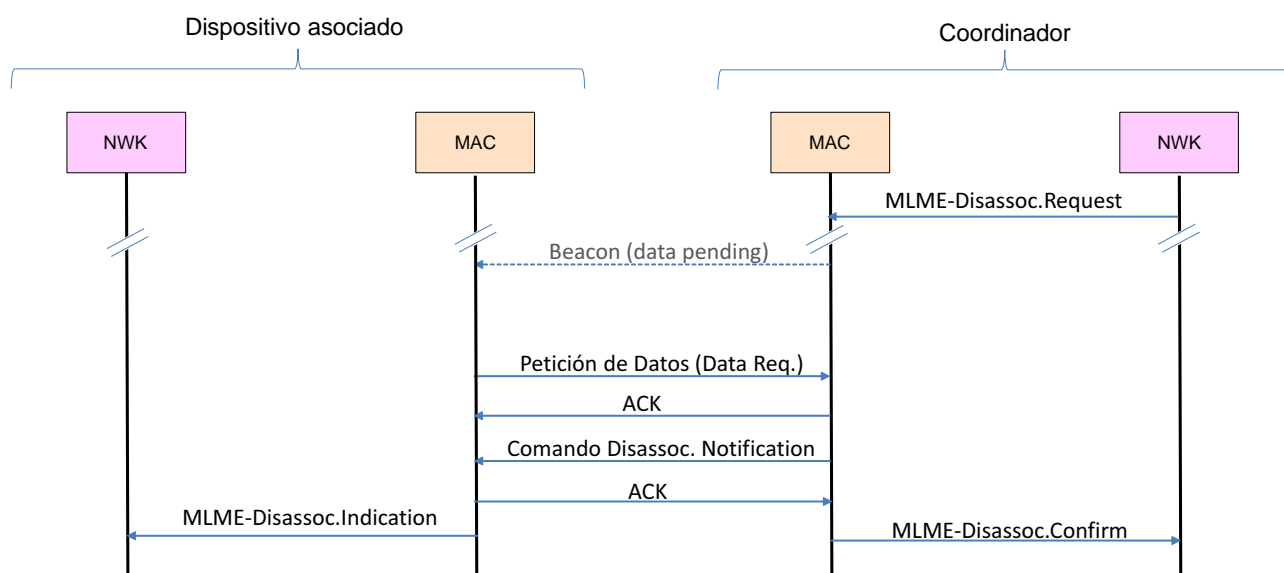 Dispositivo asociado
Coordinador
NWK
MAC
MAC
NWK
MLME-Disassoc.Request
Beacon (data pending)
Petición de Datos (Data Req.)
ACK
Comando Disassoc. Notification
ACK
MLME-Disassoc.Indication
MLME-Disassoc.Confirm